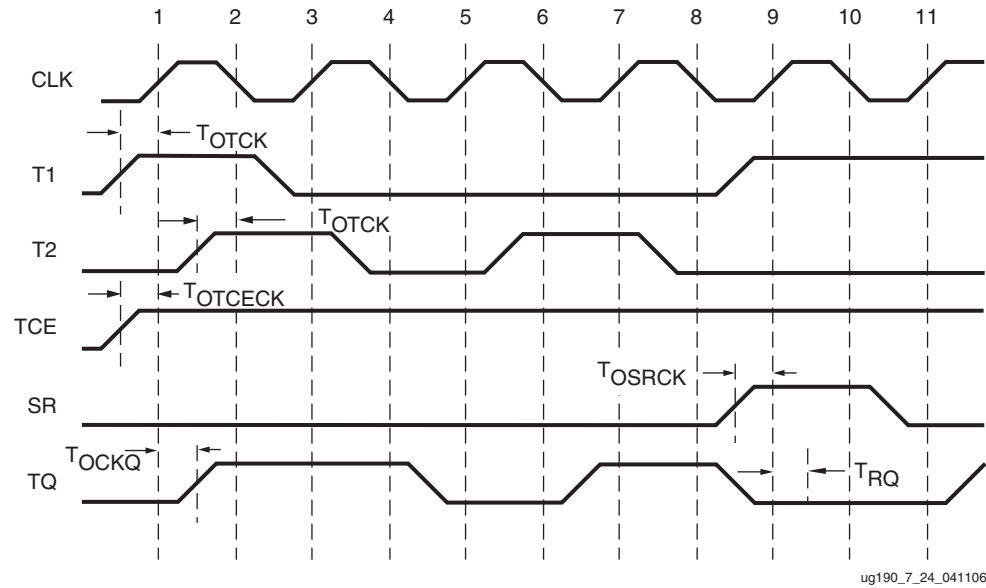 1 2 3 4 5 6 7 8 9 10 11
CLK
TOTCK
T1
TOTCK
T2
TOTCECK
TCE
TOSRCK
SR
TOCKQ
TQ
TRQ
ug190_7_24_041106